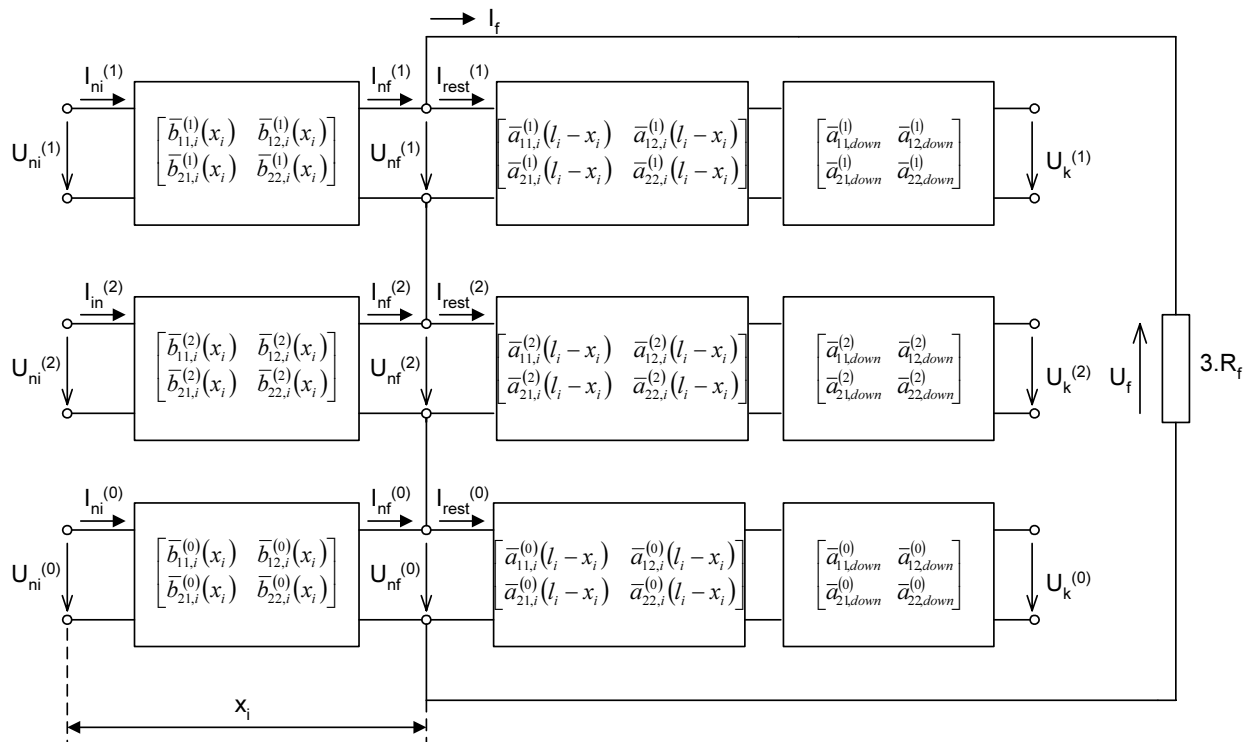 I_f
I_ni^(1) I_nf^(1) I_rest^(1)
U_ni^(1) [b̄_11,i^(1)(x_i) b̄_12,i^(1)(x_i)] U_nf^(1) [ā_11,i^(1)(l_i − x_i) ā_12,i^(1)(l_i − x_i)] [ā_11,down^(1) ā_12,down^(1)] U_k^(1)
[b̄_21,i^(1)(x_i) b̄_22,i^(1)(x_i)] [ā_21,i^(1)(l_i − x_i) ā_22,i^(1)(l_i − x_i)] [ā_21,down^(1) ā_22,down^(1)]
I_in^(2) I_nf^(2) I_rest^(2)
U_ni^(2) [b̄_11,i^(2)(x_i) b̄_12,i^(2)(x_i)] U_nf^(2) [ā_11,i^(2)(l_i − x_i) ā_12,i^(2)(l_i − x_i)] [ā_11,down^(2) ā_12,down^(2)] U_k^(2) U_f 3.R_f
[b̄_21,i^(2)(x_i) b̄_22,i^(2)(x_i)] [ā_21,i^(2)(l_i − x_i) ā_22,i^(2)(l_i − x_i)] [ā_21,down^(2) ā_22,down^(2)]
I_ni^(0) I_nf^(0) I_rest^(0)
U_ni^(0) [b̄_11,i^(0)(x_i) b̄_12,i^(0)(x_i)] U_nf^(0) [ā_11,i^(0)(l_i − x_i) ā_12,i^(0)(l_i − x_i)] [ā_11,down^(0) ā_12,down^(0)] U_k^(0)
[b̄_21,i^(0)(x_i) b̄_22,i^(0)(x_i)] [ā_21,i^(0)(l_i − x_i) ā_22,i^(0)(l_i − x_i)] [ā_21,down^(0) ā_22,down^(0)]
x_i